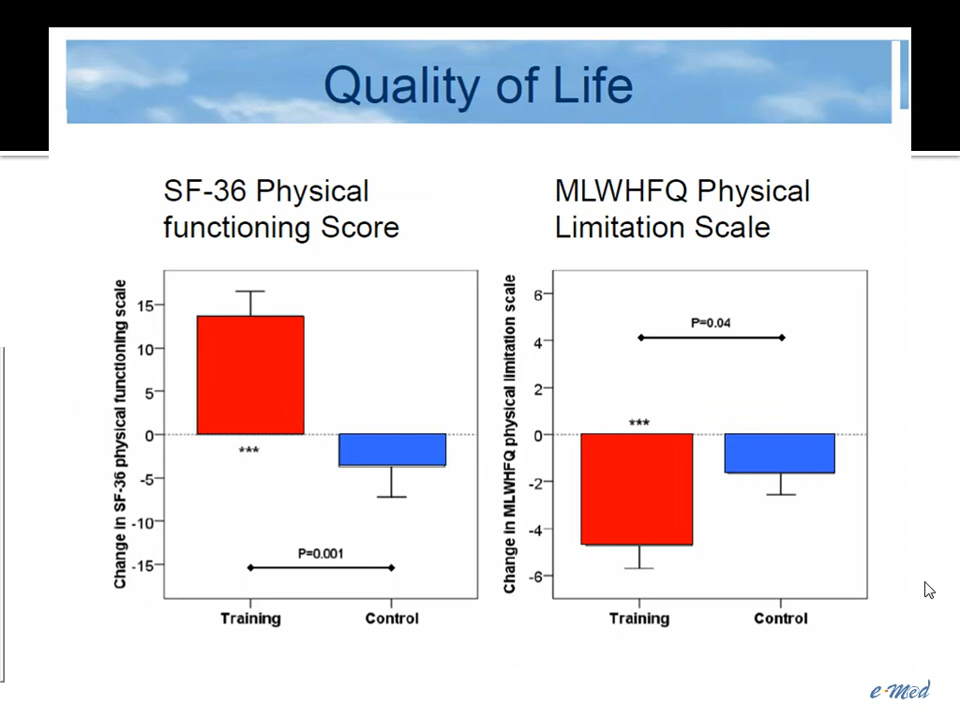 Quality of Life
SF-36 Physical
functioning Score
MLWHFQ Physical
Limitation Scale
Change in SF-36 physical functioning scale
15
10
5
0
-5
-10
-15
***
P=0.001
Training
Control
Change in MLWHFQ physical limitation scale
6
4
2
0
-2
-4
-6
P=0.04
***
Training
Control
e-Med